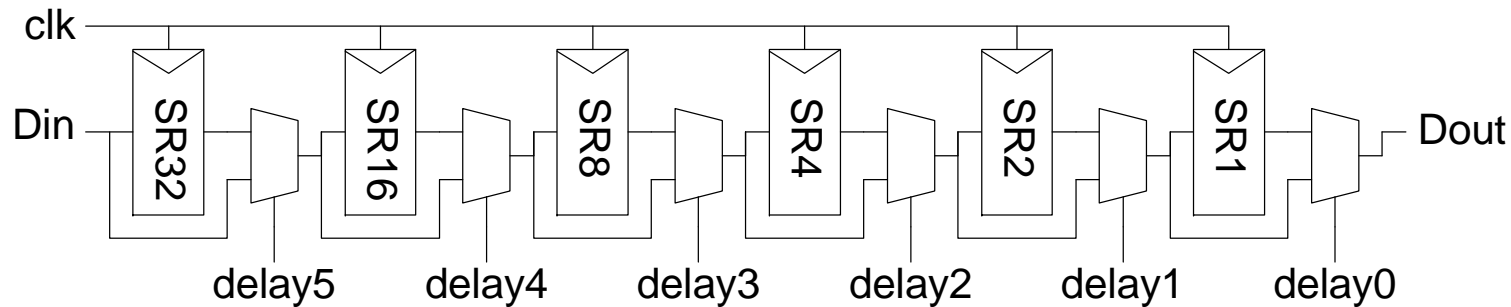 clk
Din
SR32
SR16
SR8
SR4
SR2
SR1
Dout
delay5
delay4
delay3
delay2
delay1
delay0